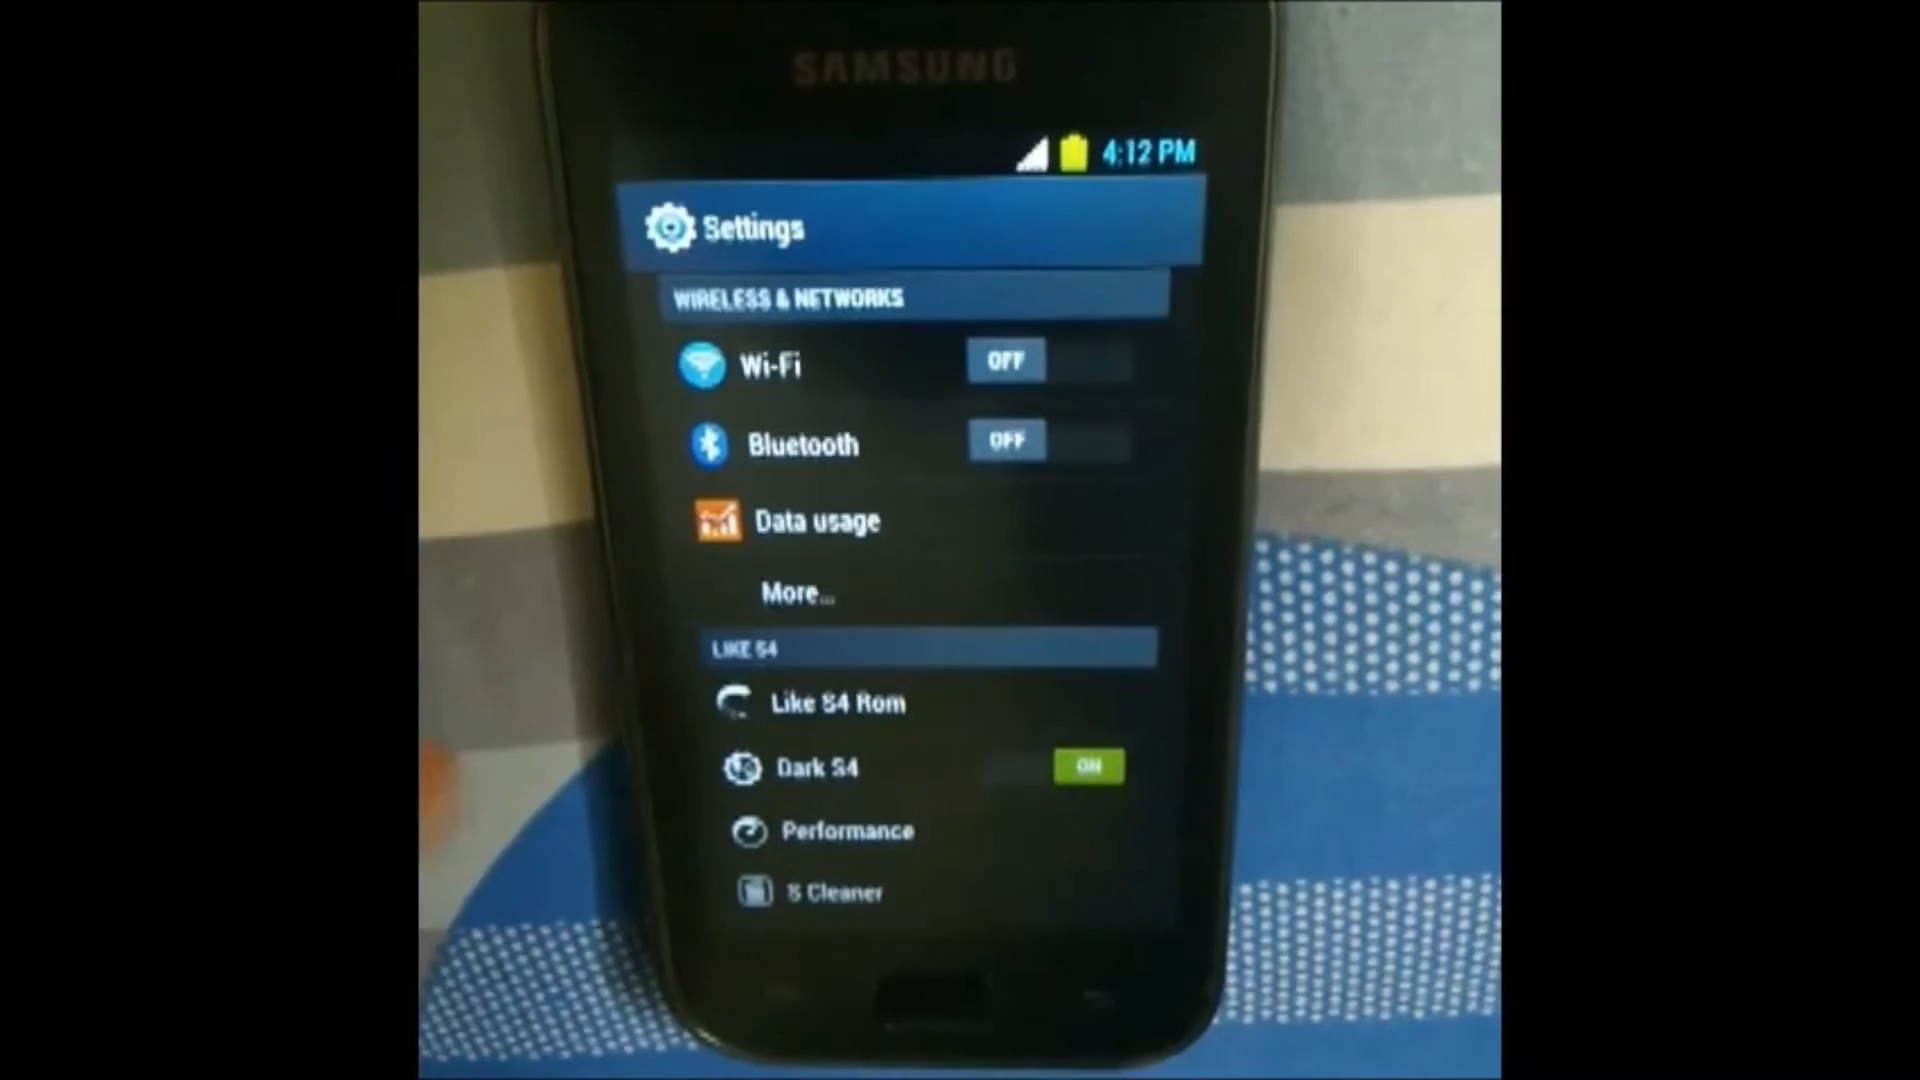 SAMSUNG
4:12 PM
Settings
WIRELESS & NETWORKS
Wi-Fi OFF
Bluetooth OFF
Data usage
More...
LIKE S4
Like S4 Rom
Dark S4 ON
Performance
S Cleaner